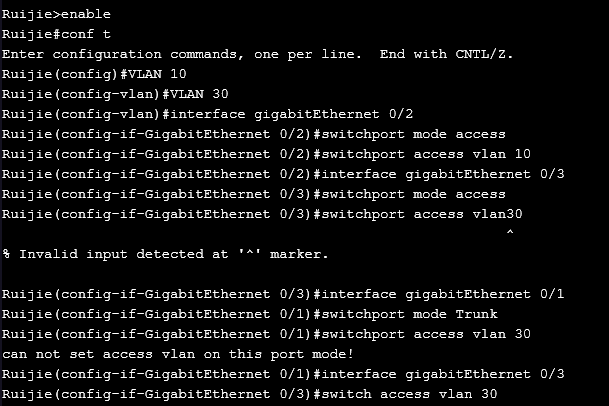 Ruijie>enable
Ruijie#conf t
Enter configuration commands, one per line.  End with CNTL/Z.
Ruijie(config)#VLAN 10
Ruijie(config-vlan)#VLAN 30
Ruijie(config-vlan)#interface gigabitEthernet 0/2
Ruijie(config-if-GigabitEthernet 0/2)#switchport mode access
Ruijie(config-if-GigabitEthernet 0/2)#switchport access vlan 10
Ruijie(config-if-GigabitEthernet 0/2)#interface gigabitEthernet 0/3
Ruijie(config-if-GigabitEthernet 0/3)#switchport mode access
Ruijie(config-if-GigabitEthernet 0/3)#switchport access vlan30
^
% Invalid input detected at '^' marker.
Ruijie(config-if-GigabitEthernet 0/3)#interface gigabitEthernet 0/1
Ruijie(config-if-GigabitEthernet 0/1)#switchport mode Trunk
Ruijie(config-if-GigabitEthernet 0/1)#switchport access vlan 30
can not set access vlan on this port mode!
Ruijie(config-if-GigabitEthernet 0/1)#interface gigabitEthernet 0/3
Ruijie(config-if-GigabitEthernet 0/3)#switch access vlan 30